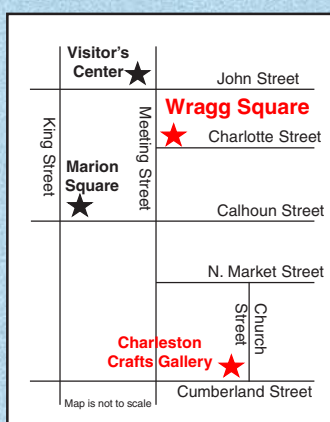 Visitor's
Center
John Street
Wragg Square
Charlotte Street
King Street
Meeting Street
Marion
Square
Calhoun Street
N. Market Street
Church
Street
Charleston
Crafts Gallery
Cumberland Street
Map is not to scale